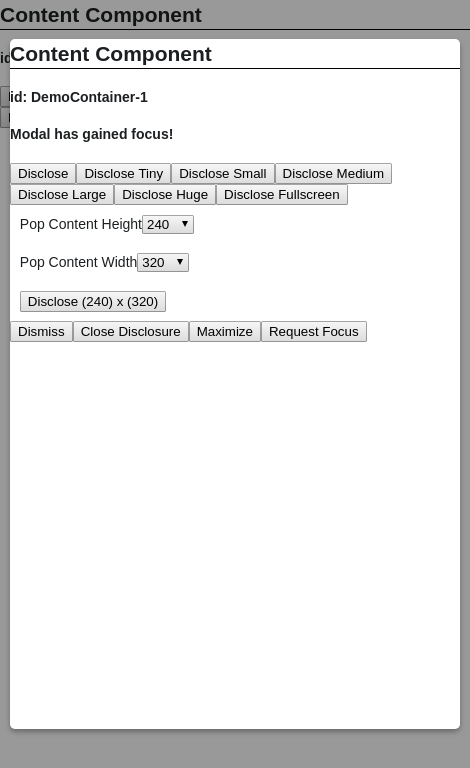 Content Component
id
Content Component
id: DemoContainer-1
Modal has gained focus!
Disclose Disclose Tiny Disclose Small Disclose Medium
Disclose Large Disclose Huge Disclose Fullscreen
Pop Content Height 240
Pop Content Width 320
Disclose (240) x (320)
Dismiss Close Disclosure Maximize Request Focus